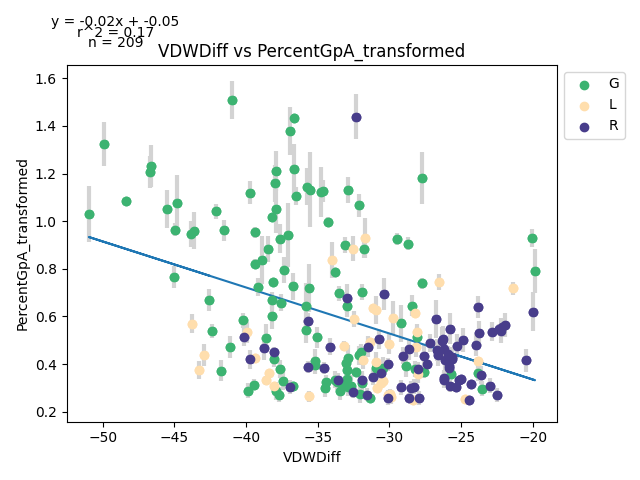 y = -0.02x + -0.05
r^2 = 0.17
n = 209
VDWDiff vs PercentGpA_transformed
G
L
R
PercentGpA_transformed
1.6
1.4
1.2
1.0
0.8
0.6
0.4
0.2
−50 −45 −40 −35 −30 −25 −20
VDWDiff